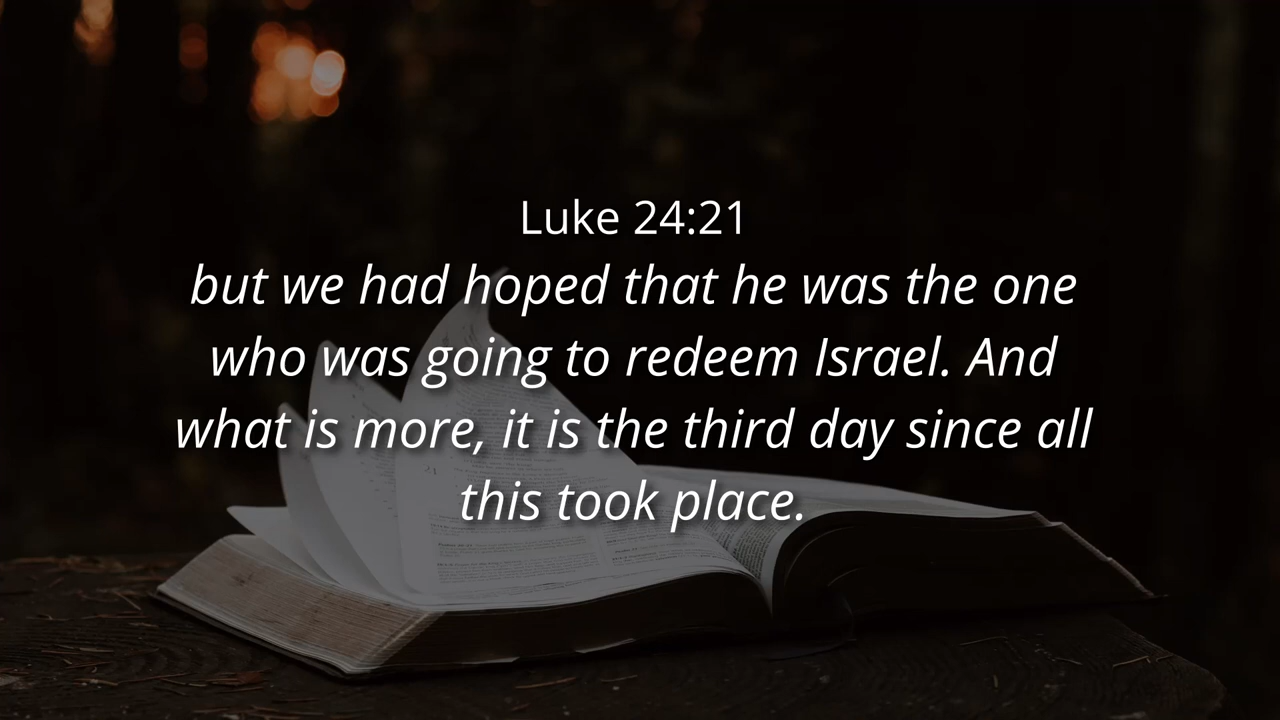 Luke 24:21
but we had hoped that he was the one
who was going to redeem Israel. And
what is more, it is the third day since all
this took place.